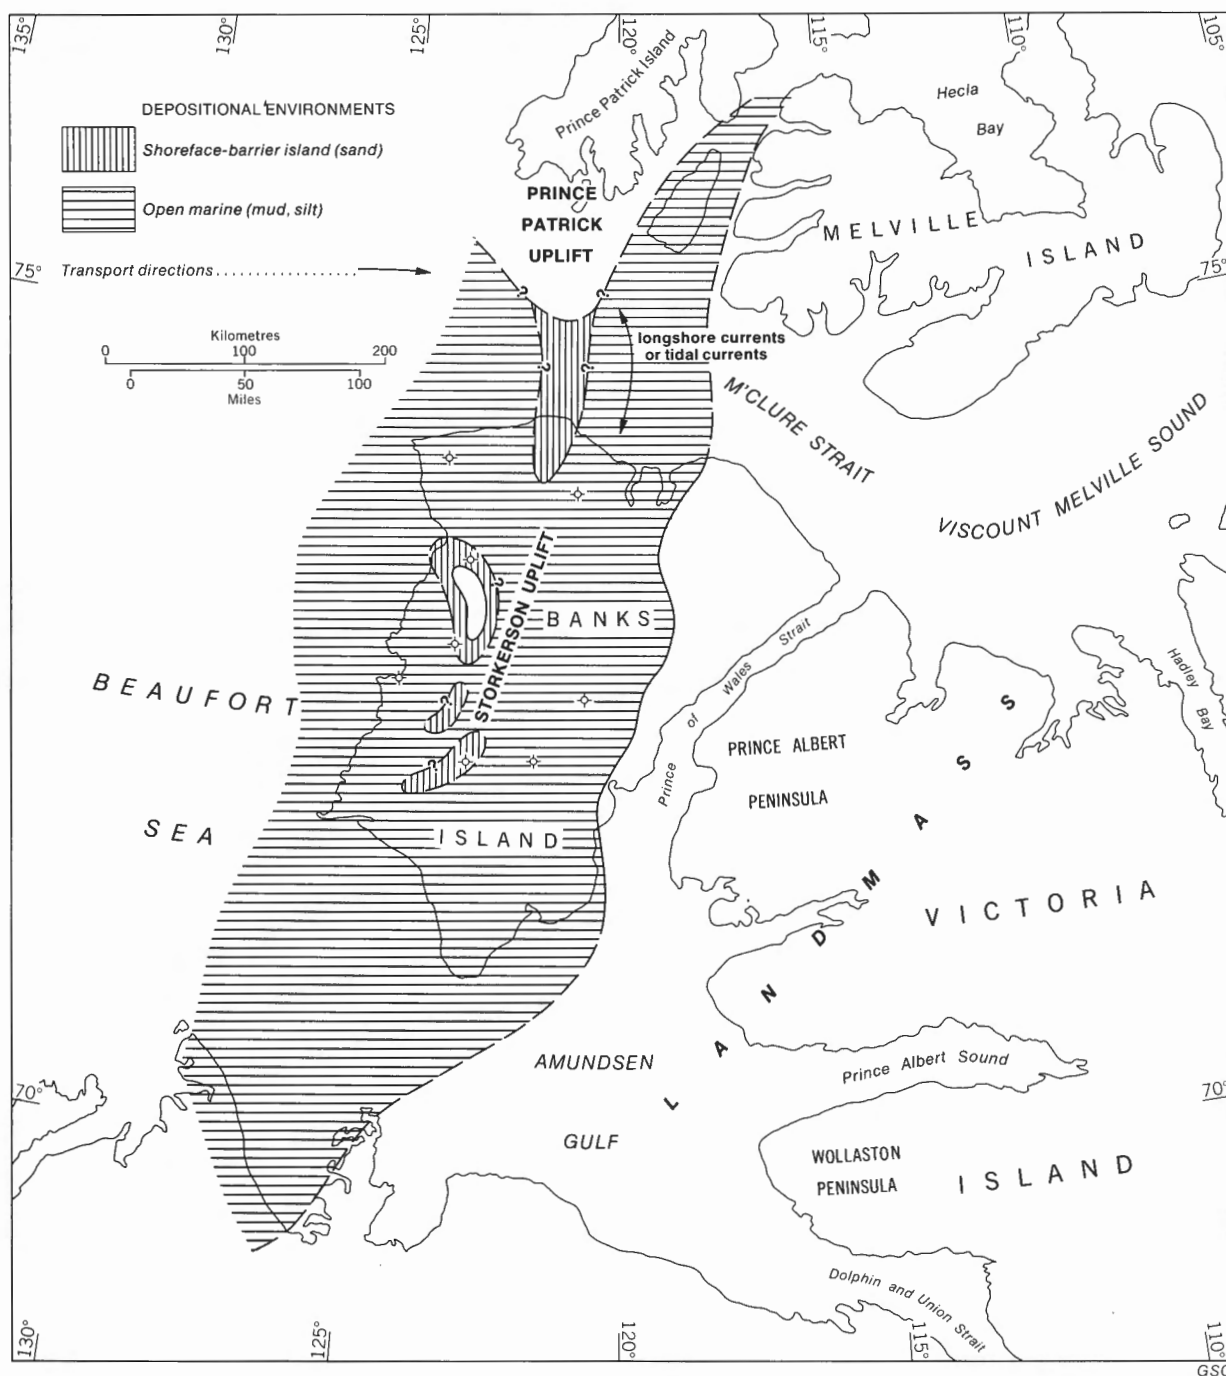 135°
130°
125°
120°
115°
110°
105°
DEPOSITIONAL ENVIRONMENTS
Shoreface-barrier island (sand)
Open marine (mud, silt)
Transport directions
Prince Patrick Island
Hecla
Bay
PRINCE
PATRICK
UPLIFT
MELVILLE
ISLAND
75°
75°
?
?
Kilometres
0 100 200
0 50 100
Miles
longshore currents
or tidal currents
?
?
M'CLURE STRAIT
VISCOUNT MELVILLE SOUND
STORKERSON UPLIFT
?
BANKS
ISLAND
?
?
BEAUFORT
SEA
Prince of Wales Strait
Hadley
Bay
PRINCE ALBERT
PENINSULA
LANDMASS
VICTORIA
ISLAND
AMUNDSEN
GULF
Prince Albert Sound
70°
70°
WOLLASTON
PENINSULA
Dolphin and Union Strait
130°
125°
120°
115°
110°
GSC